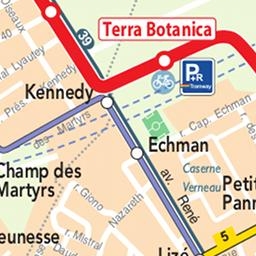 40
39
Terra Botanica
al Lyautey
Kennedy
P+R
Tramway
Prés. Kennedy
des Martyrs
r. Cap. Echman
Echman
Champ des
Martyrs
Caserne
Verneau
r. Giono
Nazareth
av. René
Petit
Pann
eunesse
r. Mistral
5
Lizé